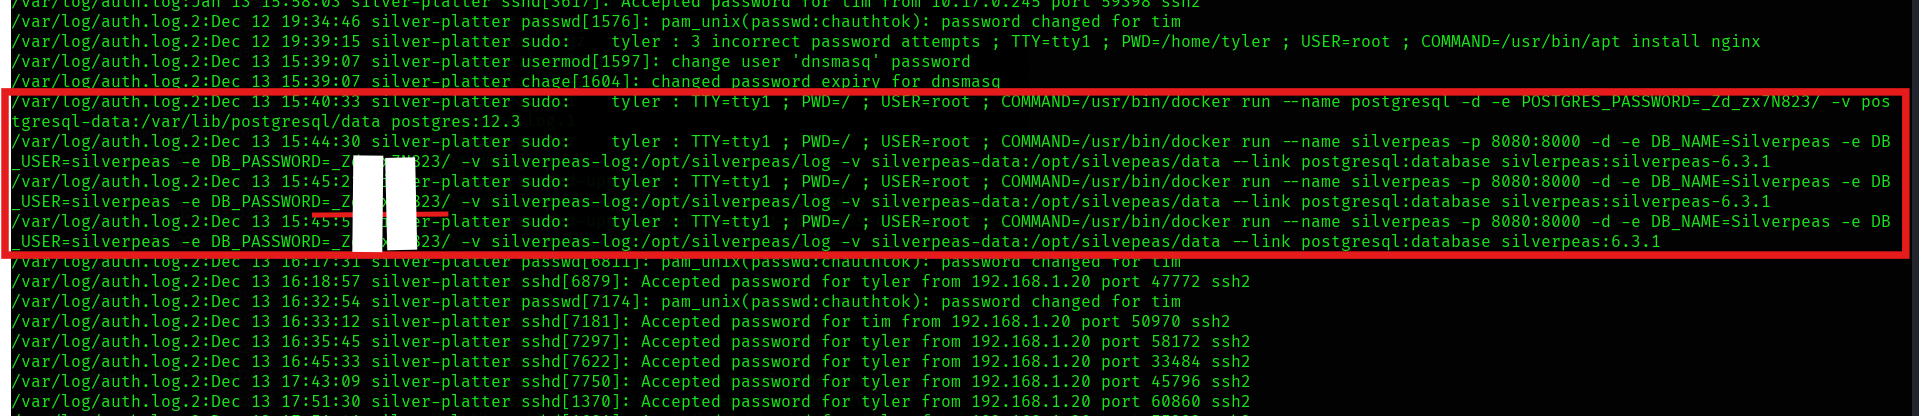 /var/log/auth.log:Jan 13 15:58:03 silver-platter sshd[3617]: Accepted password for tim from 10.17.0.245 port 59398 ssh2
/var/log/auth.log.2:Dec 12 19:34:46 silver-platter passwd[1576]: pam_unix(passwd:chauthtok): password changed for tim
/var/log/auth.log.2:Dec 12 19:39:15 silver-platter sudo:    tyler : 3 incorrect password attempts ; TTY=tty1 ; PWD=/home/tyler ; USER=root ; COMMAND=/usr/bin/apt install nginx
/var/log/auth.log.2:Dec 13 15:39:07 silver-platter usermod[1597]: change user 'dnsmasq' password
/var/log/auth.log.2:Dec 13 15:39:07 silver-platter chage[1604]: changed password expiry for dnsmasq
/var/log/auth.log.2:Dec 13 15:40:33 silver-platter sudo:    tyler : TTY=tty1 ; PWD=/ ; USER=root ; COMMAND=/usr/bin/docker run --name postgresql -d -e POSTGRES_PASSWORD=_Zd_zx7N823/ -v pos
tgresql-data:/var/lib/postgresql/data postgres:12.3
/var/log/auth.log.2:Dec 13 15:44:30 silver-platter sudo:    tyler : TTY=tty1 ; PWD=/ ; USER=root ; COMMAND=/usr/bin/docker run --name silverpeas -p 8080:8000 -d -e DB_NAME=Silverpeas -e DB
_USER=silverpeas -e DB_PASSWORD=_Z 823/ -v silverpeas-log:/opt/silverpeas/log -v silverpeas-data:/opt/silvepeas/data --link postgresql:database sivlerpeas:silverpeas-6.3.1
/var/log/auth.log.2:Dec 13 15:45:2 er-platter sudo:    tyler : TTY=tty1 ; PWD=/ ; USER=root ; COMMAND=/usr/bin/docker run --name silverpeas -p 8080:8000 -d -e DB_NAME=Silverpeas -e DB
_USER=silverpeas -e DB_PASSWORD=_Z 823/ -v silverpeas-log:/opt/silverpeas/log -v silverpeas-data:/opt/silvepeas/data --link postgresql:database silverpeas:silverpeas-6.3.1
/var/log/auth.log.2:Dec 13 15:45:5 er-platter sudo:    tyler : TTY=tty1 ; PWD=/ ; USER=root ; COMMAND=/usr/bin/docker run --name silverpeas -p 8080:8000 -d -e DB_NAME=Silverpeas -e DB
_USER=silverpeas -e DB_PASSWORD=_Z 823/ -v silverpeas-log:/opt/silverpeas/log -v silverpeas-data:/opt/silvepeas/data --link postgresql:database silverpeas:6.3.1
/var/log/auth.log.2:Dec 13 16:17:31 silver-platter passwd[6811]: pam_unix(passwd:chauthtok): password changed for tim
/var/log/auth.log.2:Dec 13 16:18:57 silver-platter sshd[6879]: Accepted password for tyler from 192.168.1.20 port 47772 ssh2
/var/log/auth.log.2:Dec 13 16:32:54 silver-platter passwd[7174]: pam_unix(passwd:chauthtok): password changed for tim
/var/log/auth.log.2:Dec 13 16:33:12 silver-platter sshd[7181]: Accepted password for tim from 192.168.1.20 port 50970 ssh2
/var/log/auth.log.2:Dec 13 16:35:45 silver-platter sshd[7297]: Accepted password for tyler from 192.168.1.20 port 58172 ssh2
/var/log/auth.log.2:Dec 13 16:45:33 silver-platter sshd[7622]: Accepted password for tyler from 192.168.1.20 port 33484 ssh2
/var/log/auth.log.2:Dec 13 17:43:09 silver-platter sshd[7750]: Accepted password for tyler from 192.168.1.20 port 45796 ssh2
/var/log/auth.log.2:Dec 13 17:51:30 silver-platter sshd[1370]: Accepted password for tyler from 192.168.1.20 port 60860 ssh2